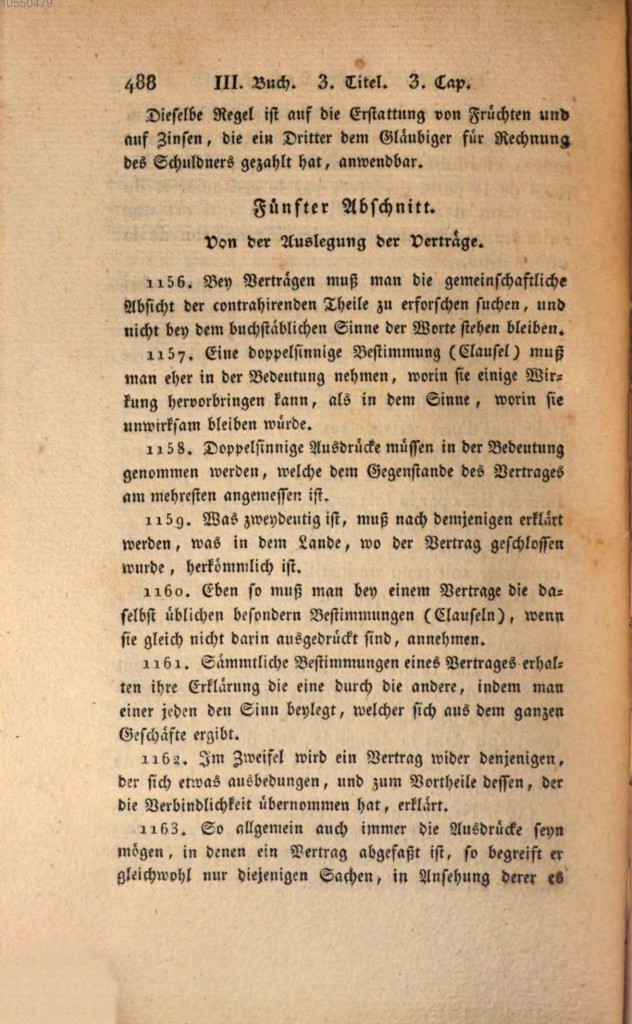 10550479
488 III. Buch. 3. Titel. 3. Cap.
Dieselbe Regel ist auf die Erstattung von Früchten und
auf Zinsen, die ein Dritter dem Gläubiger für Rechnung
des Schuldners gezahlt hat, anwendbar.
Fünfter Abschnitt.
Von der Auslegung der Verträge.
1156. Bey Verträgen muß man die gemeinschaftliche
Absicht der contrahirenden Theile zu erforschen suchen, und
nicht bey dem buchstäblichen Sinne der Worte stehen bleiben.
1157. Eine doppelsinnige Bestimmung (Clausel) muß
man eher in der Bedeutung nehmen, worin sie einige Wir-
kung hervorbringen kann, als in dem Sinne, worin sie
unwirksam bleiben würde.
1158. Doppelsinnige Ausdrücke müssen in der Bedeutung
genommen werden, welche dem Gegenstande des Vertrages
am mehresten angemessen ist.
1159. Was zweydeutig ist, muß nach demjenigen erklärt
werden, was in dem Lande, wo der Vertrag geschlossen
wurde, herkömmlich ist.
1160. Eben so muß man bey einem Vertrage die da-
selbst üblichen besondern Bestimmungen (Clauseln), wenn
sie gleich nicht darin ausgedrückt sind, annehmen.
1161. Sämmtliche Bestimmungen eines Vertrages erhal-
ten ihre Erklärung die eine durch die andere, indem man
einer jeden den Sinn beylegt, welcher sich aus dem ganzen
Geschäfte ergibt.
1162. Im Zweifel wird ein Vertrag wider denjenigen,
der sich etwas ausbedungen, und zum Vortheile dessen, der
die Verbindlichkeit übernommen hat, erklärt.
1163. So allgemein auch immer die Ausdrücke seyn
mögen, in denen ein Vertrag abgefaßt ist, so begreift er
gleichwohl nur diejenigen Sachen, in Ansehung derer es